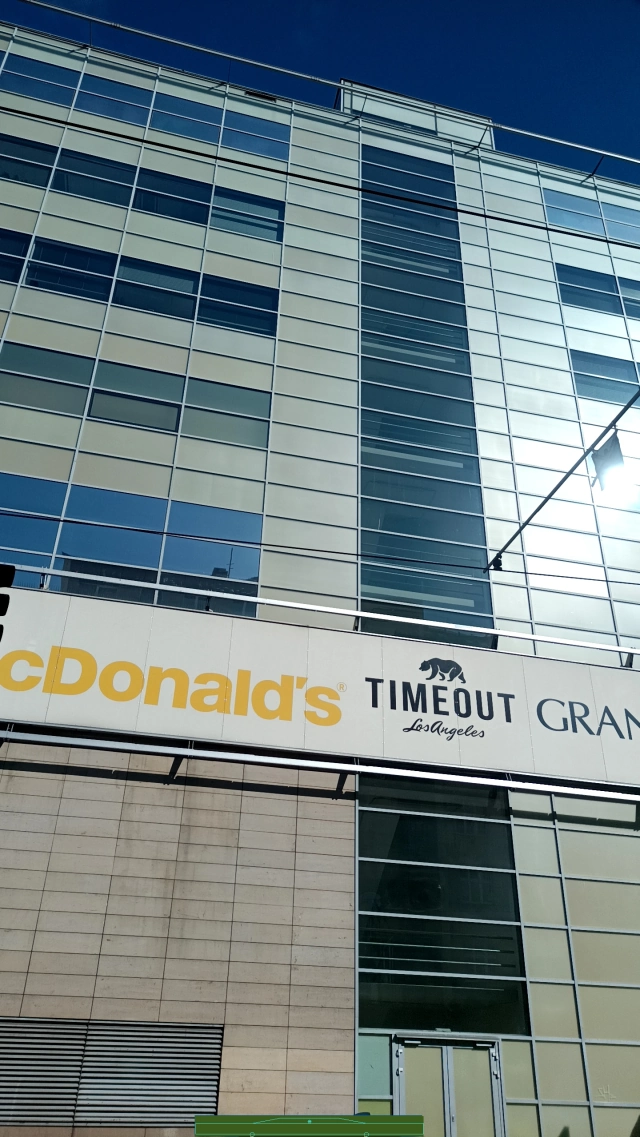 cDonald's®
TIMEOUT
Los Angeles
GRAN